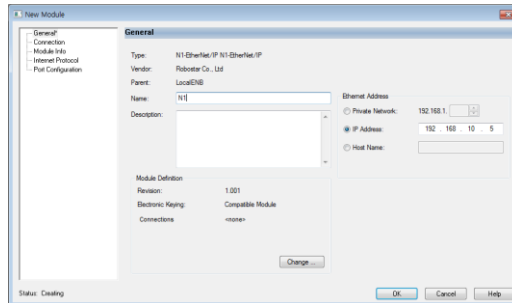 New Module
General*
Connection
Module Info
Internet Protocol
Port Configuration
General
Type: N1-EtherNet/IP N1-EtherNet/IP
Vendor: Robostar Co., Ltd
Parent: LocalENB
Name: N1
Description:
Ethernet Address
Private Network: 192.168.1.
IP Address: 192 . 168 . 10 . 5
Host Name:
Module Definition
Revision: 1.001
Electronic Keying: Compatible Module
Connections <none>
Change ...
Status: Creating
OK
Cancel
Help